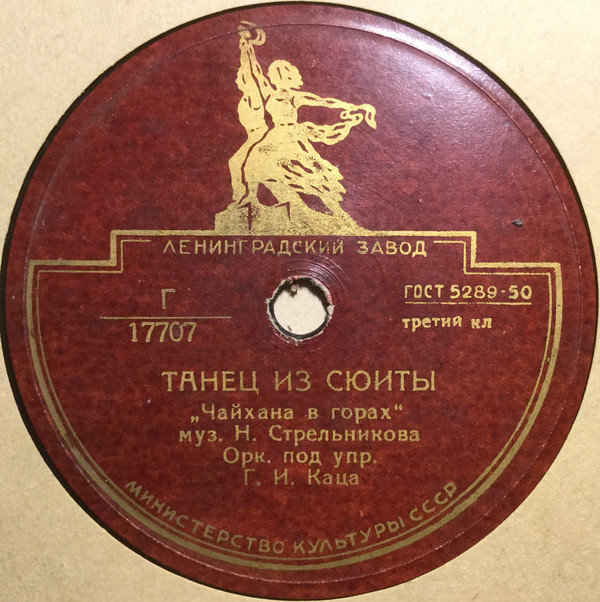 ЛЕНИНГРАДСКИЙ ЗАВОД
Г
17707
ГОСТ 5289-50
третий кл
ТАНЕЦ ИЗ СЮИТЫ
„Чайхана в горах“
муз. Н. Стрельникова
Орк. под упр.
Г. И. Каца
МИНИСТЕРСТВО КУЛЬТУРЫ СССР